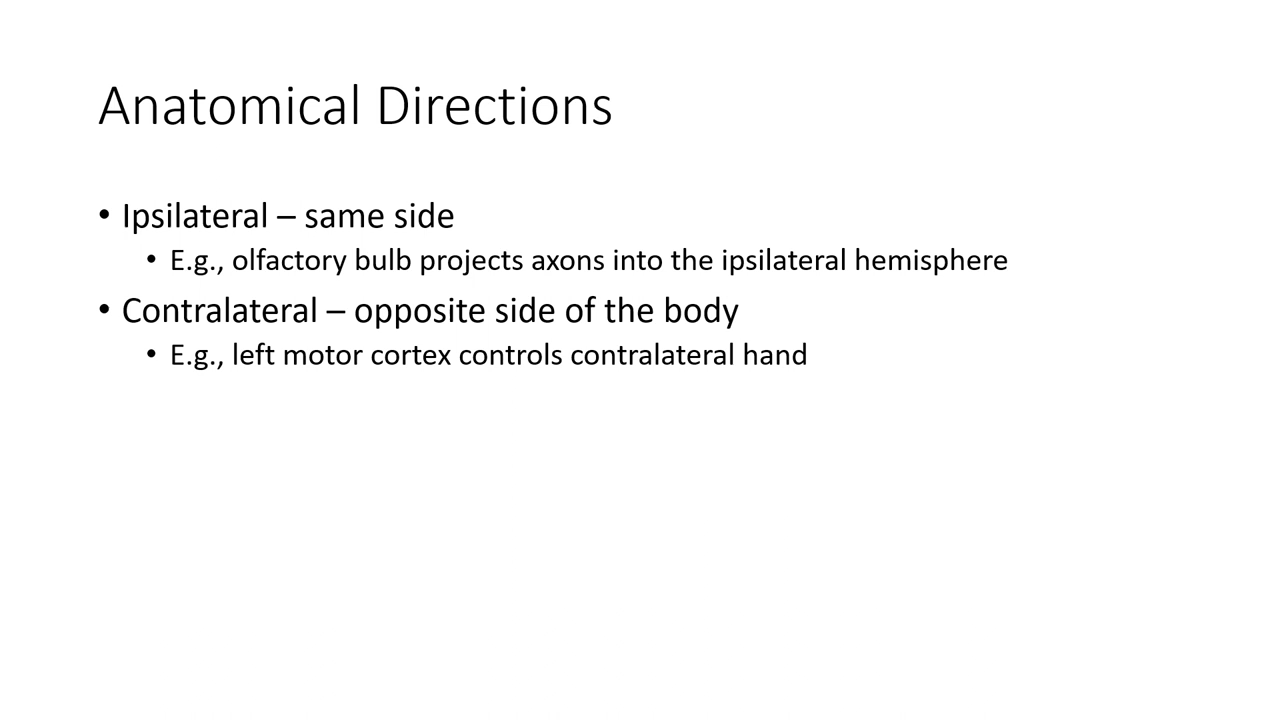 Anatomical Directions
• Ipsilateral – same side
• E.g., olfactory bulb projects axons into the ipsilateral hemisphere
• Contralateral – opposite side of the body
• E.g., left motor cortex controls contralateral hand